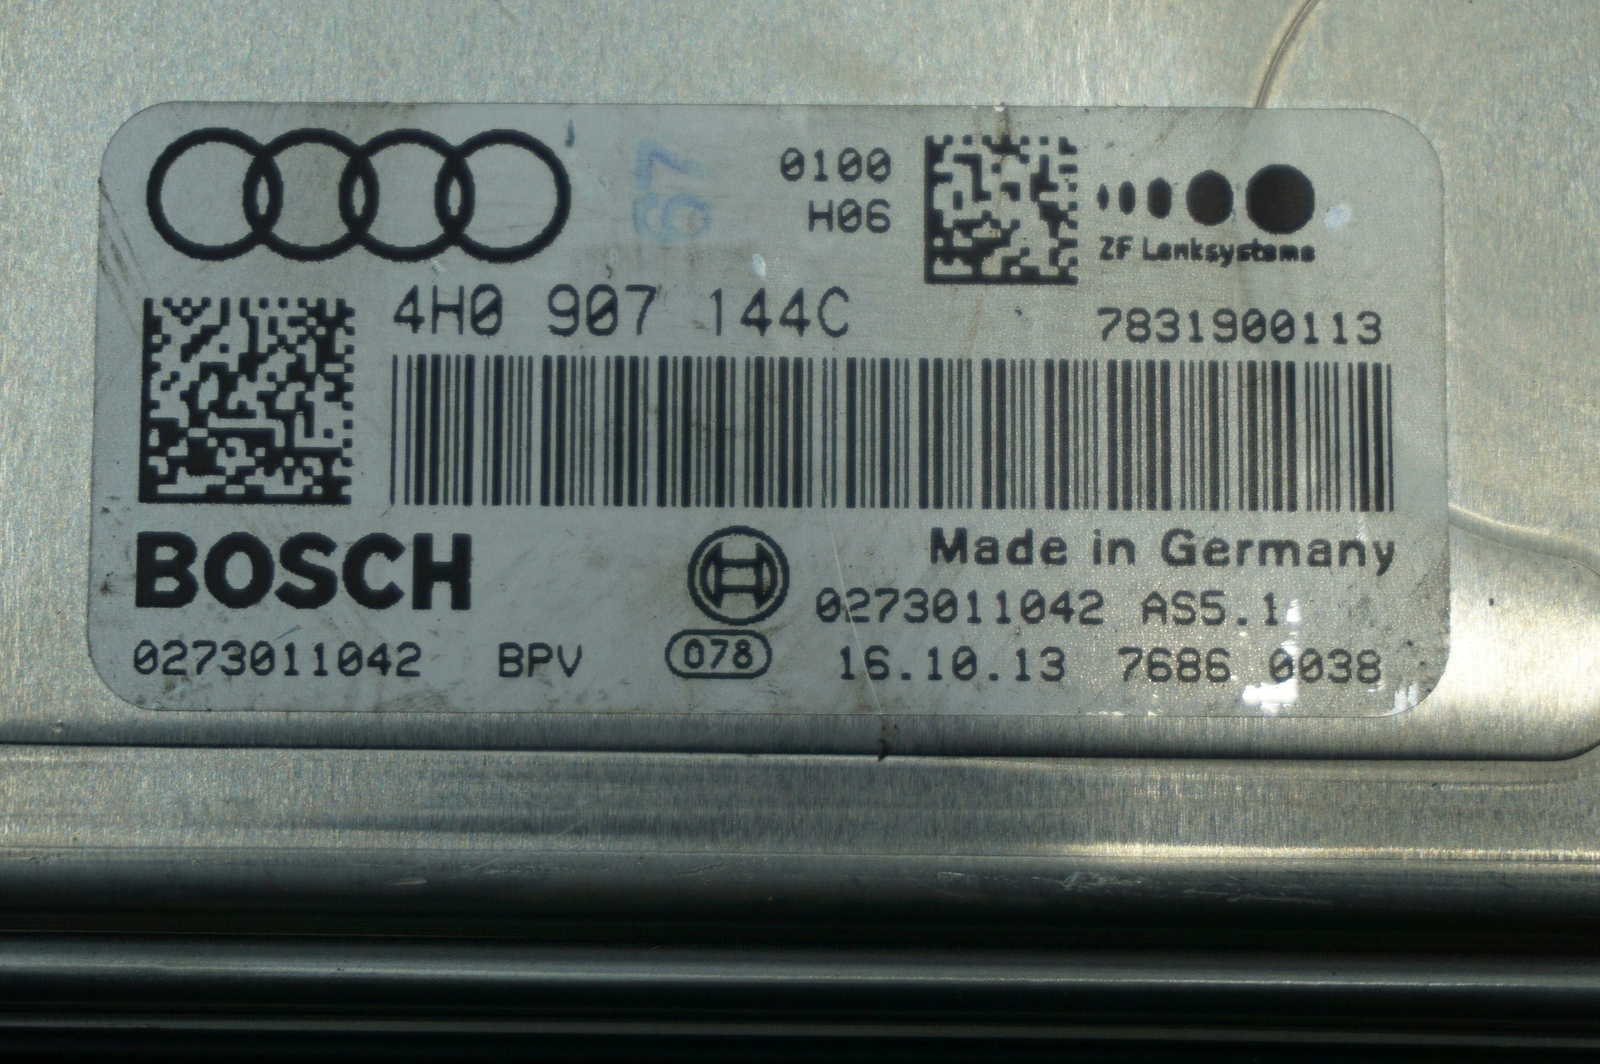 67
0100
H06
ZF Lenksysteme
4H0 907 144C
7831900113
BOSCH
Made in Germany
0273011042 AS5.1
0273011042 BPV 078 16.10.13 7686 0038